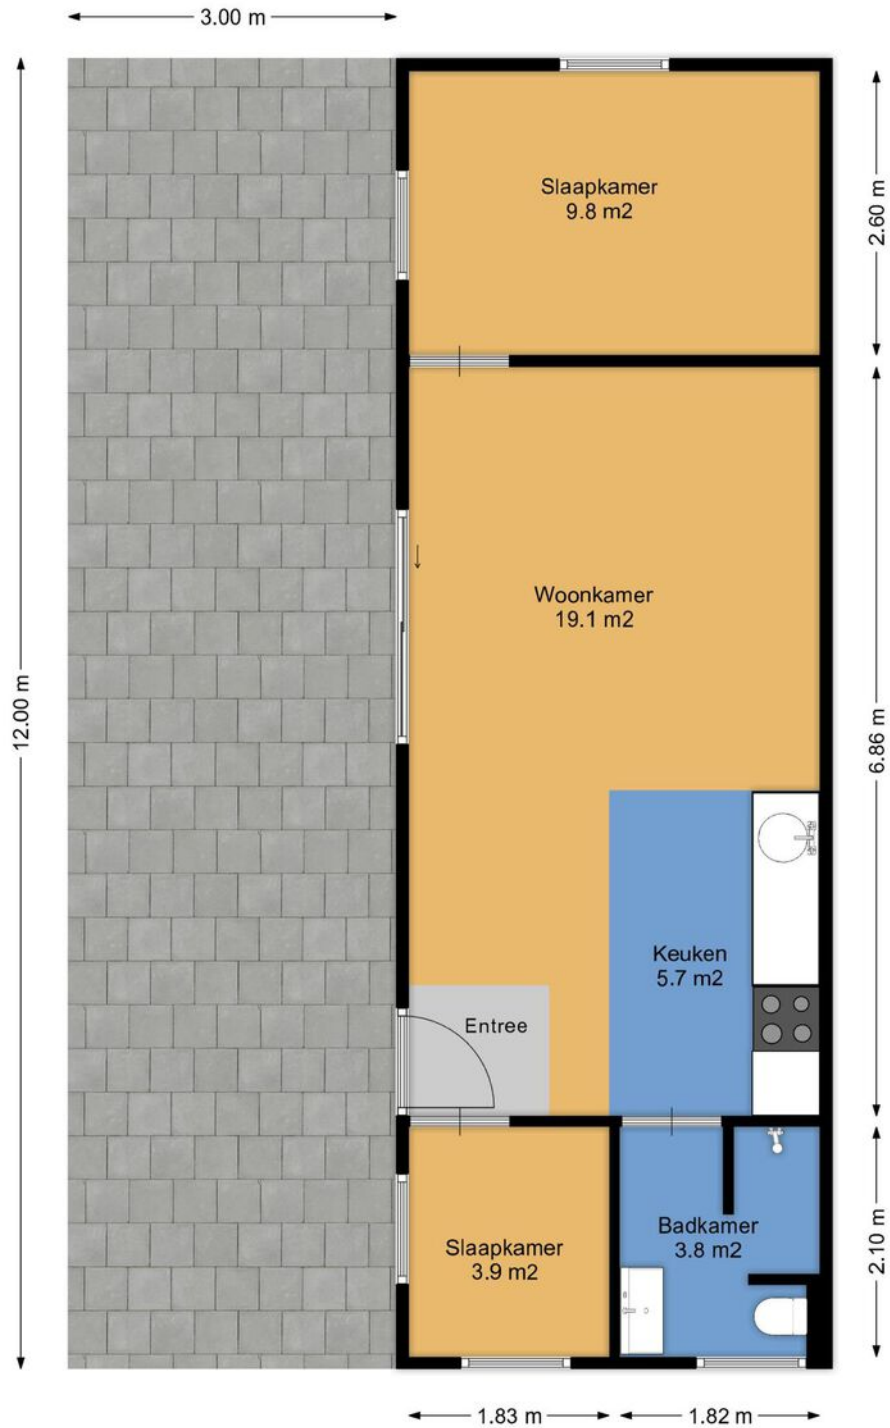 3.00 m
Slaapkamer
9.8 m2
2.60 m
Woonkamer
19.1 m2
12.00 m
6.86 m
Keuken
5.7 m2
Entree
Slaapkamer
3.9 m2
Badkamer
3.8 m2
2.10 m
1.83 m
1.82 m